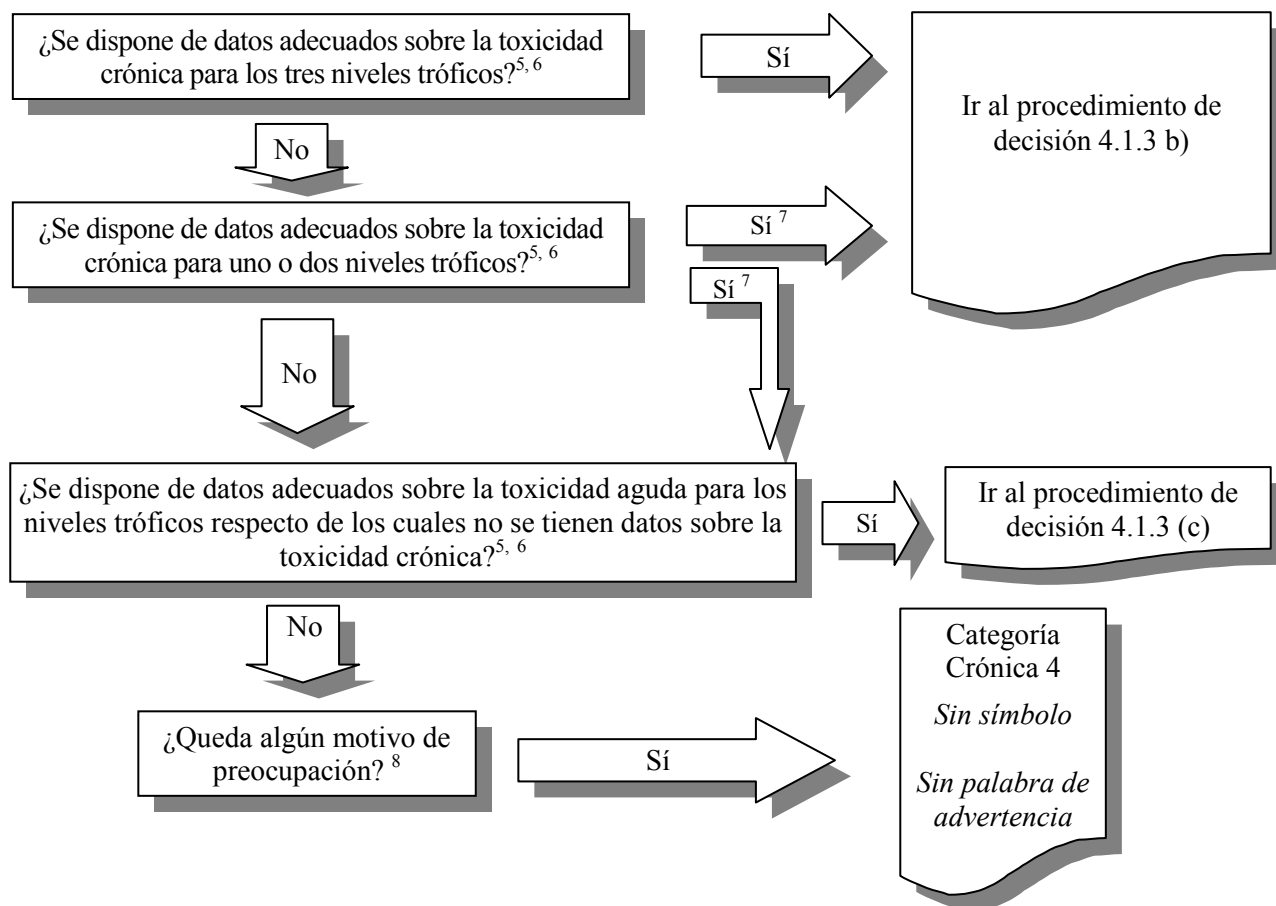 ¿Se dispone de datos adecuados sobre la toxicidad
crónica para los tres niveles tróficos?5, 6
Sí
Ir al procedimiento de
decisión 4.1.3 b)
No
¿Se dispone de datos adecuados sobre la toxicidad
crónica para uno o dos niveles tróficos?5, 6
Sí 7
Sí 7
No
¿Se dispone de datos adecuados sobre la toxicidad aguda para los
niveles tróficos respecto de los cuales no se tienen datos sobre la
toxicidad crónica?5, 6
Sí
Ir al procedimiento de
decisión 4.1.3 (c)
No
¿Queda algún motivo de
preocupación? 8
Sí
Categoría
Crónica 4
Sin símbolo
Sin palabra de
advertencia